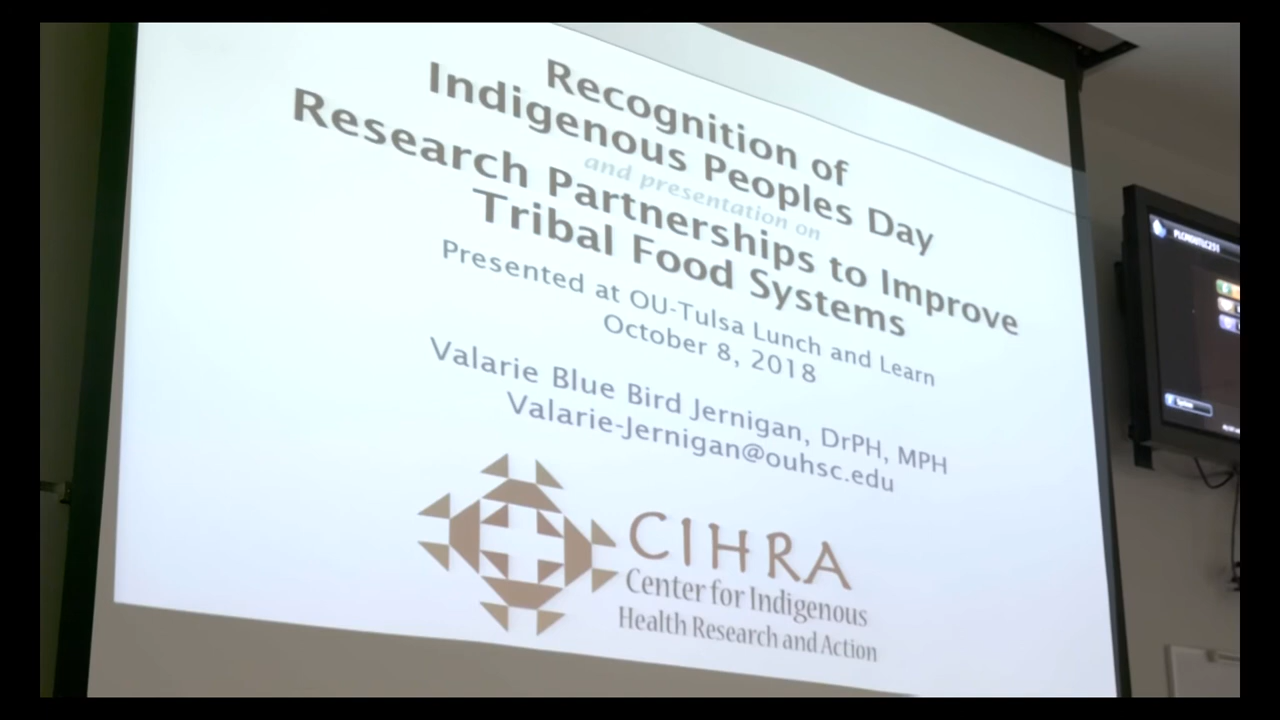 Recognition of
Indigenous Peoples Day
and presentation on
Research Partnerships to Improve
Tribal Food Systems
Presented at OU-Tulsa Lunch and Learn
October 8, 2018
Valarie Blue Bird Jernigan, DrPH, MPH
Valarie-Jernigan@ouhsc.edu
CIHRA
Center for Indigenous
Health Research and Action
System